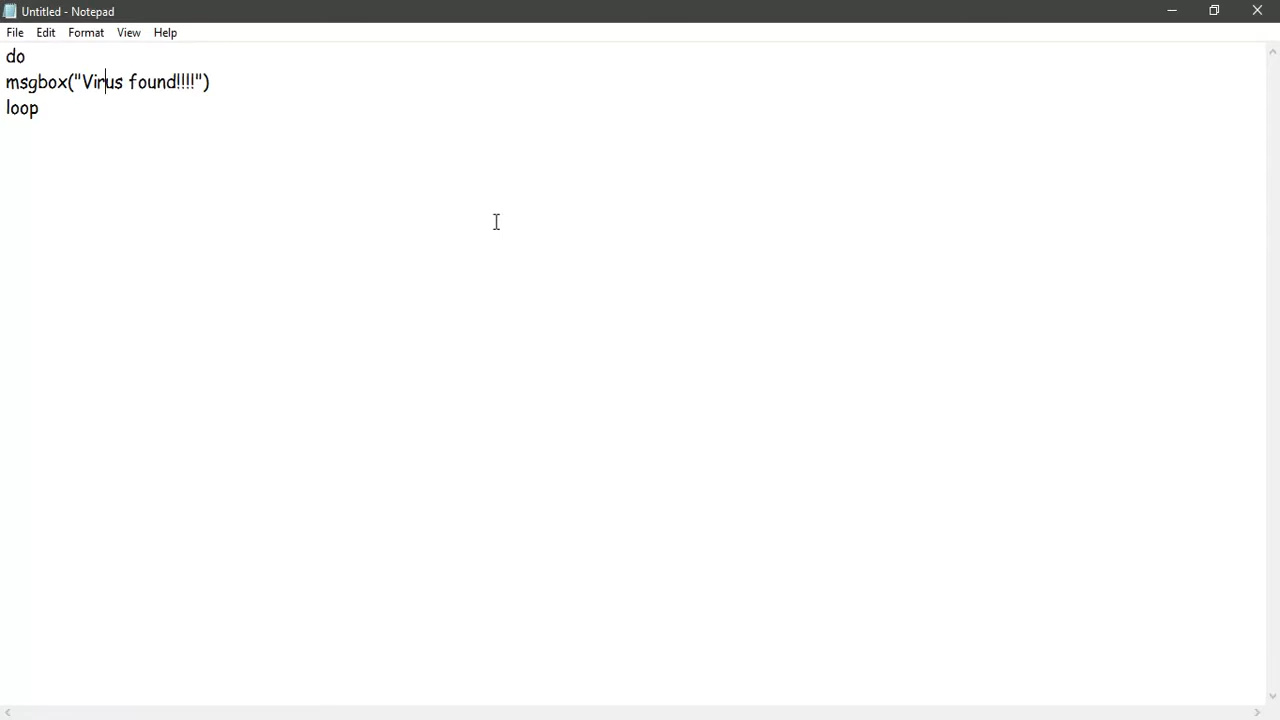 Untitled - Notepad
File Edit Format View Help
do
msgbox("Virus found!!!!")
loop